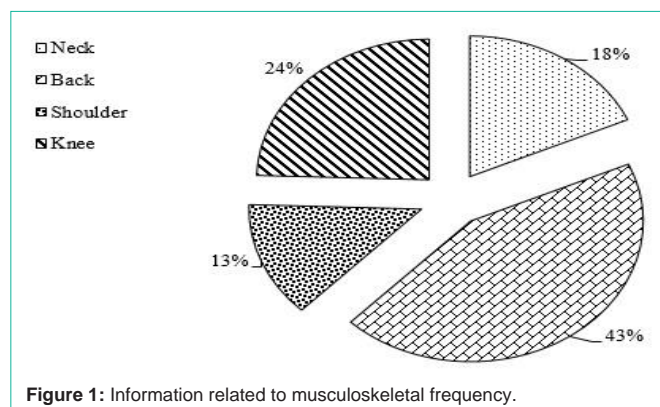 Neck
Back
Shoulder
Knee
24%
18%
13%
43%
Figure 1: Information related to musculoskeletal frequency.